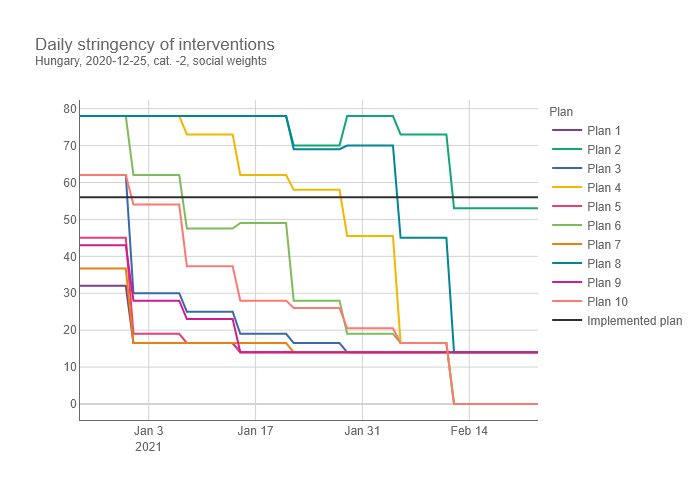 Daily stringency of interventions
Hungary, 2020-12-25, cat. -2, social weights
80
70
60
50
40
30
20
10
0
Jan 3
2021
Jan 17
Jan 31
Feb 14
Plan
Plan 1
Plan 2
Plan 3
Plan 4
Plan 5
Plan 6
Plan 7
Plan 8
Plan 9
Plan 10
Implemented plan